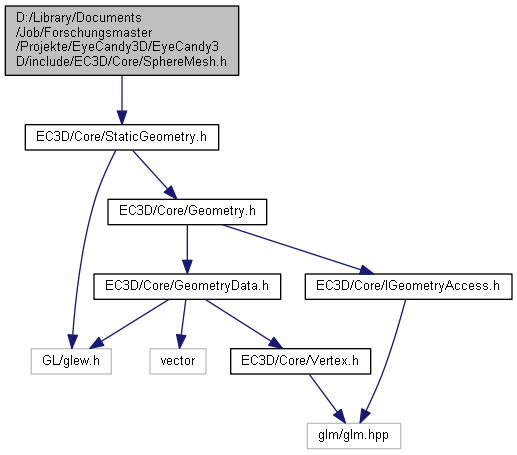 D:/Library/Documents
/Job/Forschungsmaster
/Projekte/EyeCandy3D/EyeCandy3
D/include/EC3D/Core/SphereMesh.h
EC3D/Core/StaticGeometry.h
EC3D/Core/Geometry.h
EC3D/Core/GeometryData.h
EC3D/Core/IGeometryAccess.h
GL/glew.h
vector
EC3D/Core/Vertex.h
glm/glm.hpp